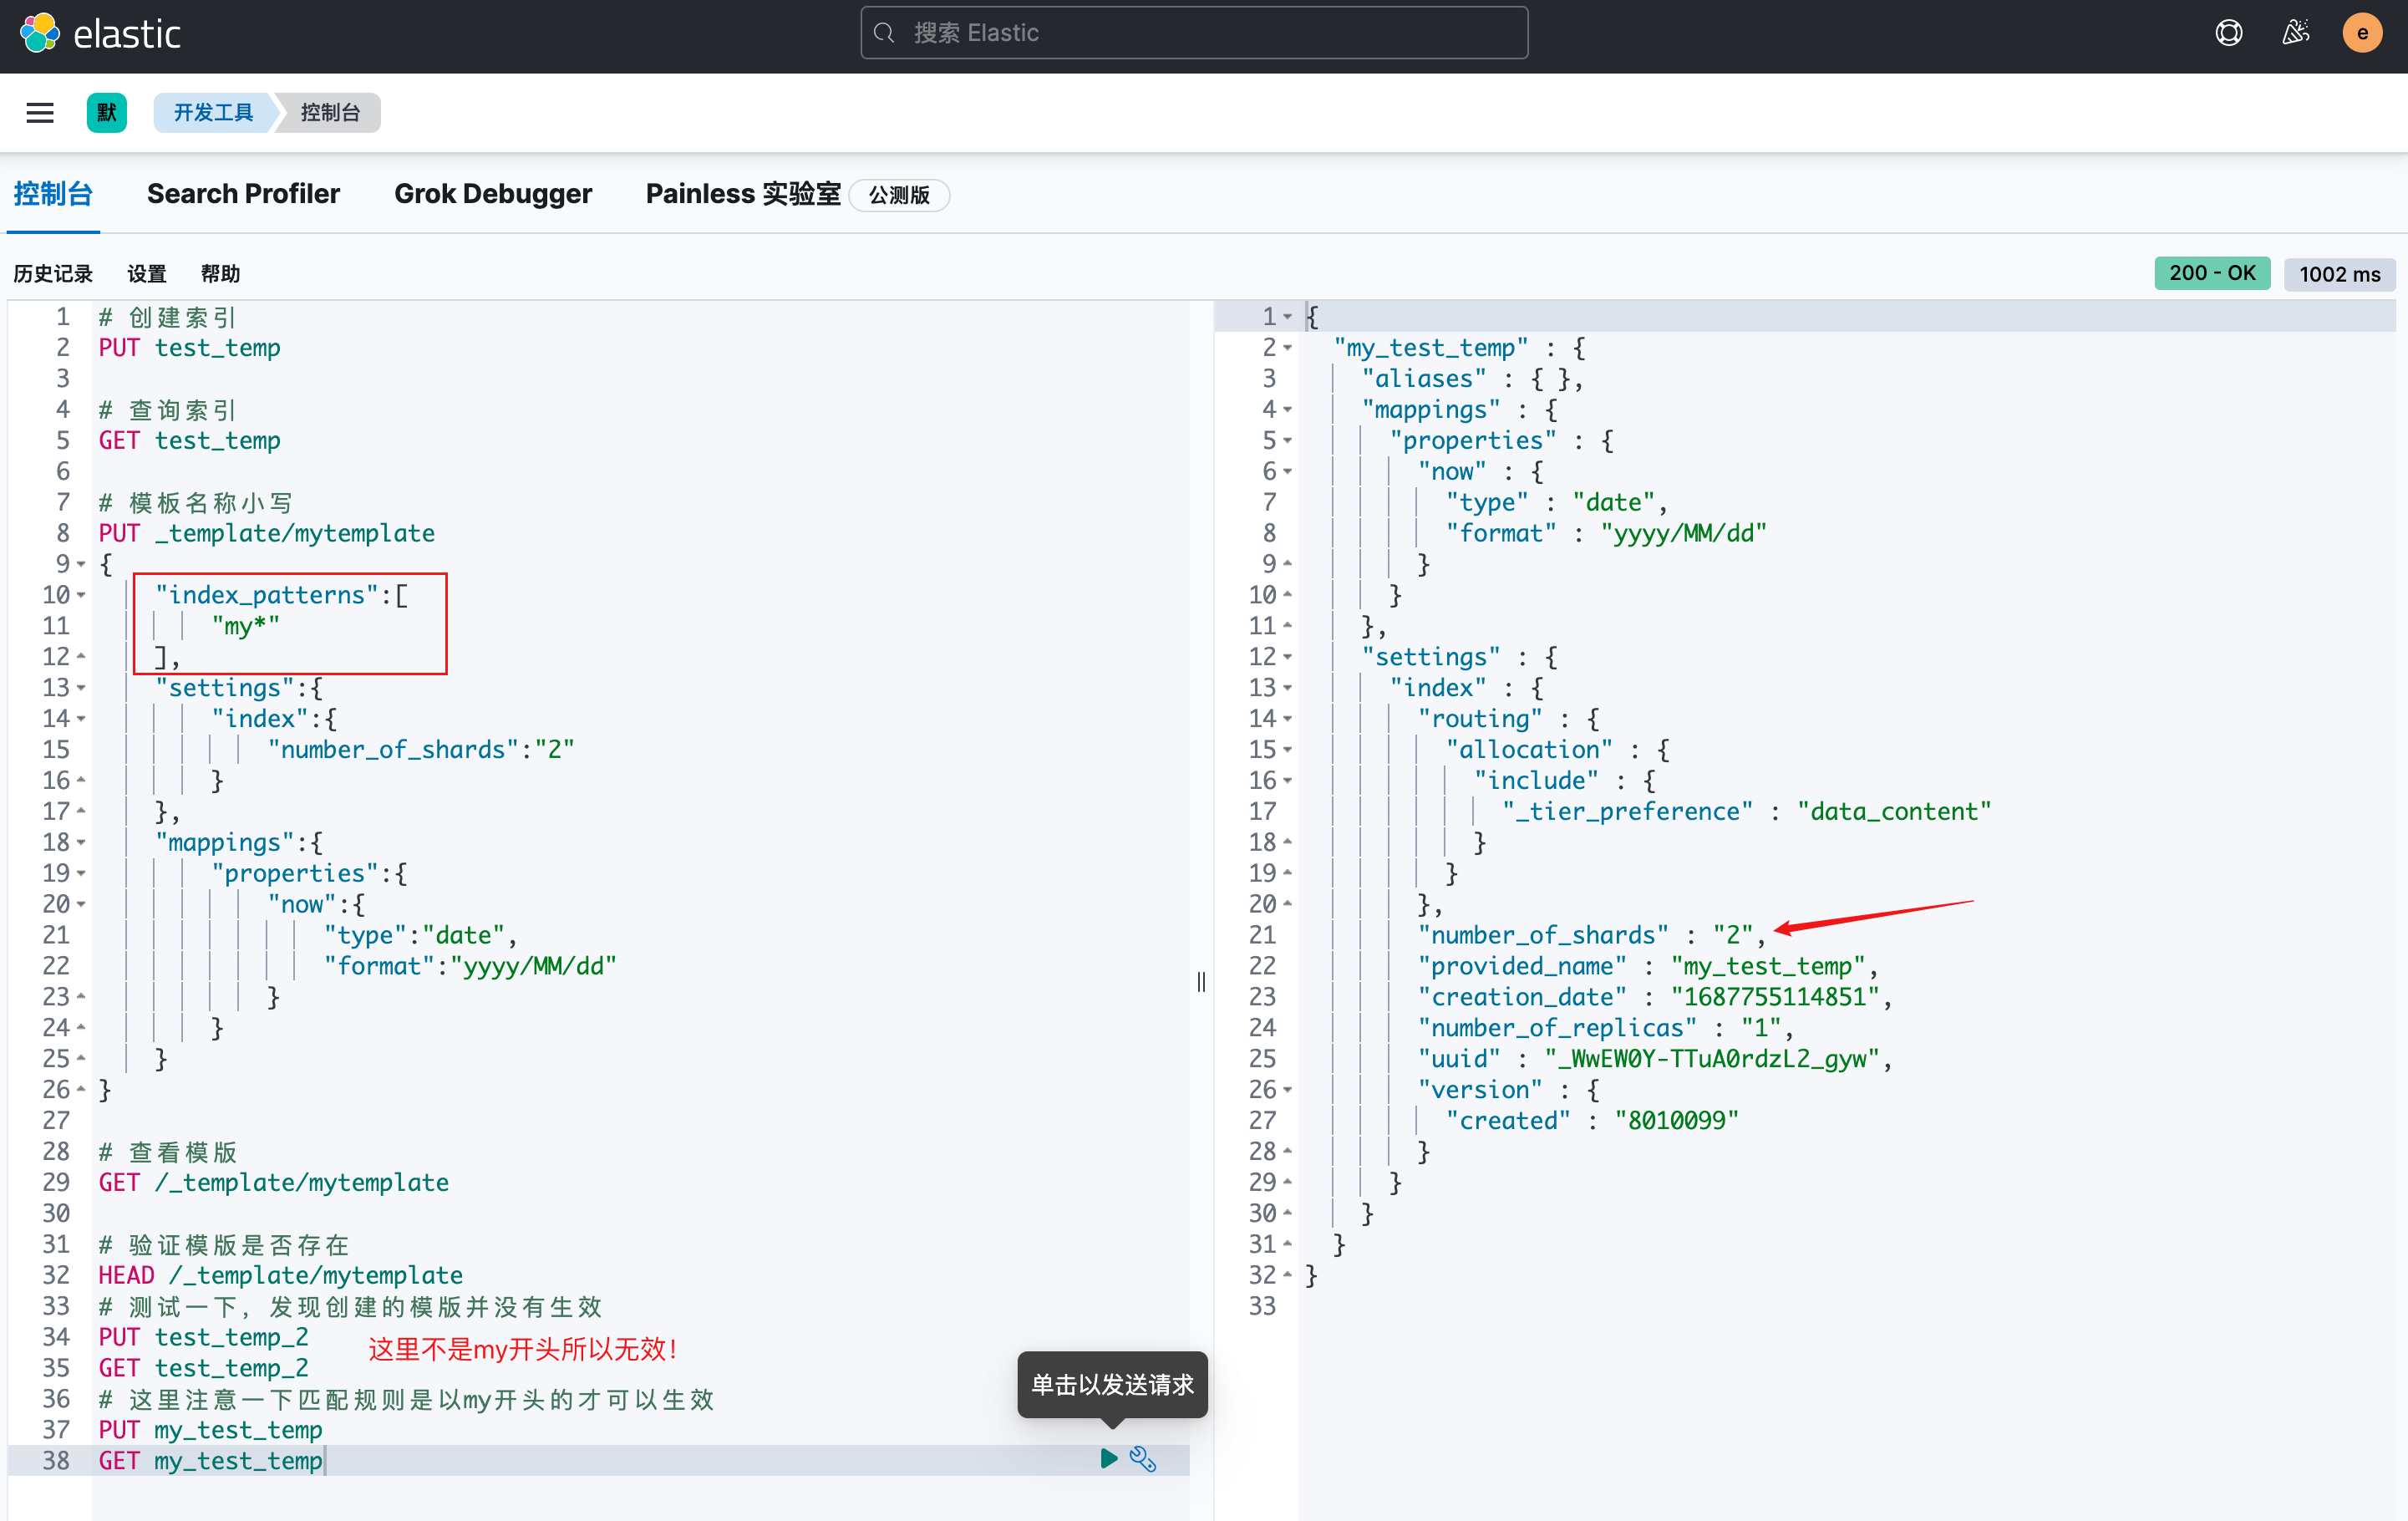 elastic
搜索 Elastic
e
默
开发工具
控制台
控制台
Search Profiler
Grok Debugger
Painless 实验室
公测版
历史记录
设置
帮助
200 - OK
1002 ms
1 # 创建索引
2 PUT test_temp
3
4 # 查询索引
5 GET test_temp
6
7 # 模板名称小写
8 PUT _template/mytemplate
9 {
10 "index_patterns":[
11 "my*"
12 ],
13 "settings":{
14 "index":{
15 "number_of_shards":"2"
16 }
17 },
18 "mappings":{
19 "properties":{
20 "now":{
21 "type":"date",
22 "format":"yyyy/MM/dd"
23 }
24 }
25 }
26 }
27
28 # 查看模版
29 GET /_template/mytemplate
30
31 # 验证模版是否存在
32 HEAD /_template/mytemplate
33 # 测试一下，发现创建的模版并没有生效
34 PUT test_temp_2
这里不是my开头所以无效！
35 GET test_temp_2
36 # 这里注意一下匹配规则是以my开头的才可以生效
37 PUT my_test_temp
38 GET my_test_temp
单击以发送请求
1 {
2 "my_test_temp" : {
3 "aliases" : { },
4 "mappings" : {
5 "properties" : {
6 "now" : {
7 "type" : "date",
8 "format" : "yyyy/MM/dd"
9 }
10 }
11 },
12 "settings" : {
13 "index" : {
14 "routing" : {
15 "allocation" : {
16 "include" : {
17 "_tier_preference" : "data_content"
18 }
19 }
20 },
21 "number_of_shards" : "2",
22 "provided_name" : "my_test_temp",
23 "creation_date" : "1687755114851",
24 "number_of_replicas" : "1",
25 "uuid" : "_WwEW0Y-TTuA0rdzL2_gyw",
26 "version" : {
27 "created" : "8010099"
28 }
29 }
30 }
31 }
32 }
33